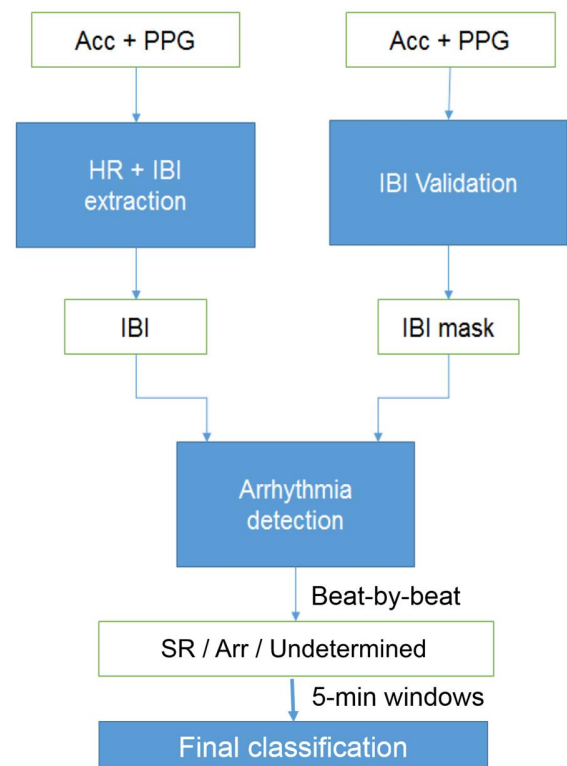 Acc + PPG
Acc + PPG
HR + IBI
extraction
IBI Validation
IBI
IBI mask
Arrhythmia
detection
Beat-by-beat
SR / Arr / Undetermined
5-min windows
Final classification